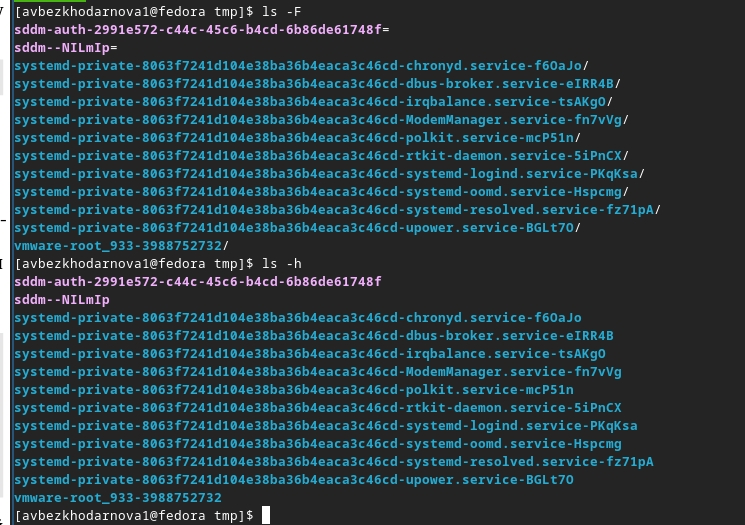 [avbezkhodarnova1@fedora tmp]$ ls -F
sddm-auth-2991e572-c44c-45c6-b4cd-6b86de61748f=
sddm--NILmIp=
systemd-private-8063f7241d104e38ba36b4eaca3c46cd-chronyd.service-f6OaJo/
systemd-private-8063f7241d104e38ba36b4eaca3c46cd-dbus-broker.service-eIRR4B/
systemd-private-8063f7241d104e38ba36b4eaca3c46cd-irqbalance.service-tsAKgO/
systemd-private-8063f7241d104e38ba36b4eaca3c46cd-ModemManager.service-fn7vVg/
systemd-private-8063f7241d104e38ba36b4eaca3c46cd-polkit.service-mcP51n/
systemd-private-8063f7241d104e38ba36b4eaca3c46cd-rtkit-daemon.service-5iPnCX/
systemd-private-8063f7241d104e38ba36b4eaca3c46cd-systemd-logind.service-PKqKsa/
systemd-private-8063f7241d104e38ba36b4eaca3c46cd-systemd-oomd.service-Hspcmg/
systemd-private-8063f7241d104e38ba36b4eaca3c46cd-systemd-resolved.service-fz71pA/
systemd-private-8063f7241d104e38ba36b4eaca3c46cd-upower.service-BGLt7O/
vmware-root_933-3988752732/
[avbezkhodarnova1@fedora tmp]$ ls -h
sddm-auth-2991e572-c44c-45c6-b4cd-6b86de61748f
sddm--NILmIp
systemd-private-8063f7241d104e38ba36b4eaca3c46cd-chronyd.service-f6OaJo
systemd-private-8063f7241d104e38ba36b4eaca3c46cd-dbus-broker.service-eIRR4B
systemd-private-8063f7241d104e38ba36b4eaca3c46cd-irqbalance.service-tsAKgO
systemd-private-8063f7241d104e38ba36b4eaca3c46cd-ModemManager.service-fn7vVg
systemd-private-8063f7241d104e38ba36b4eaca3c46cd-polkit.service-mcP51n
systemd-private-8063f7241d104e38ba36b4eaca3c46cd-rtkit-daemon.service-5iPnCX
systemd-private-8063f7241d104e38ba36b4eaca3c46cd-systemd-logind.service-PKqKsa
systemd-private-8063f7241d104e38ba36b4eaca3c46cd-systemd-oomd.service-Hspcmg
systemd-private-8063f7241d104e38ba36b4eaca3c46cd-systemd-resolved.service-fz71pA
systemd-private-8063f7241d104e38ba36b4eaca3c46cd-upower.service-BGLt7O
vmware-root_933-3988752732
[avbezkhodarnova1@fedora tmp]$